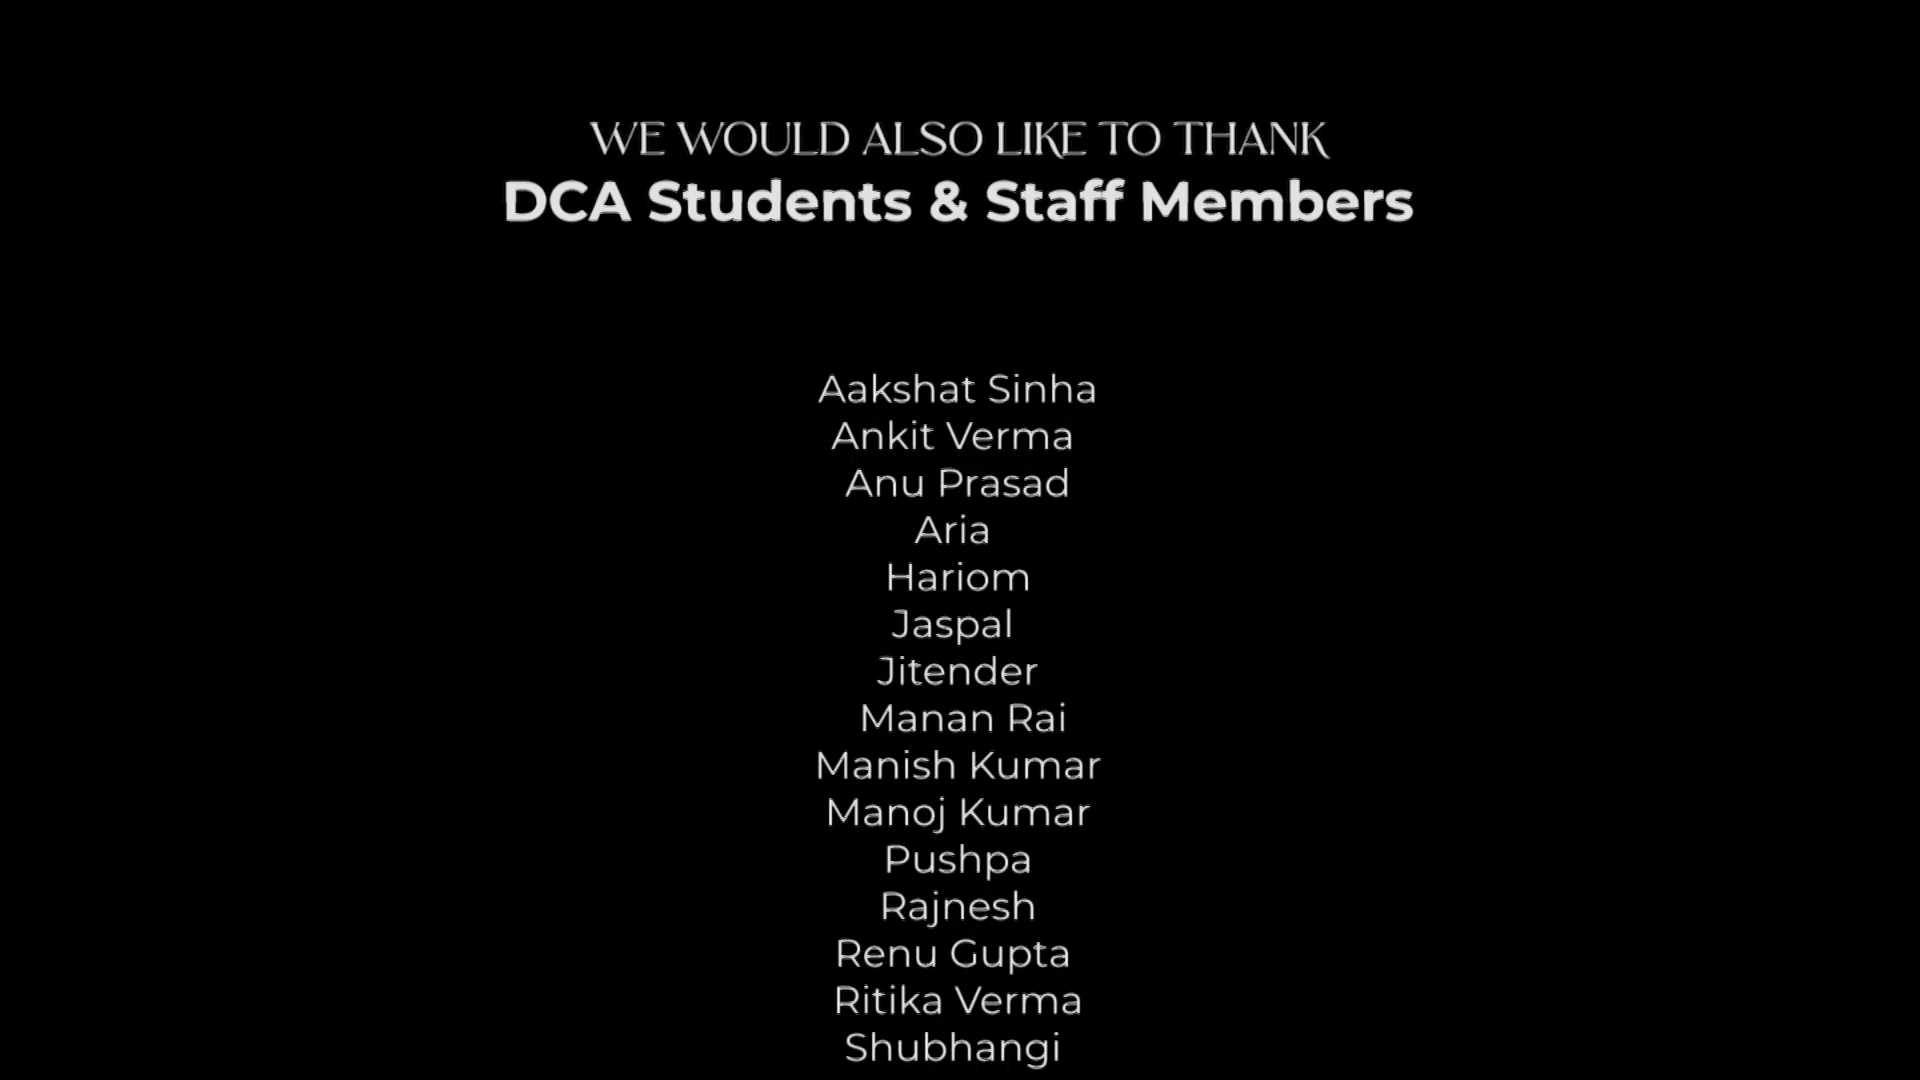 WE WOULD ALSO LIKE TO THANK
DCA Students & Staff Members
Aakshat Sinha
Ankit Verma
Anu Prasad
Aria
Hariom
Jaspal
Jitender
Manan Rai
Manish Kumar
Manoj Kumar
Pushpa
Rajnesh
Renu Gupta
Ritika Verma
Shubhangi